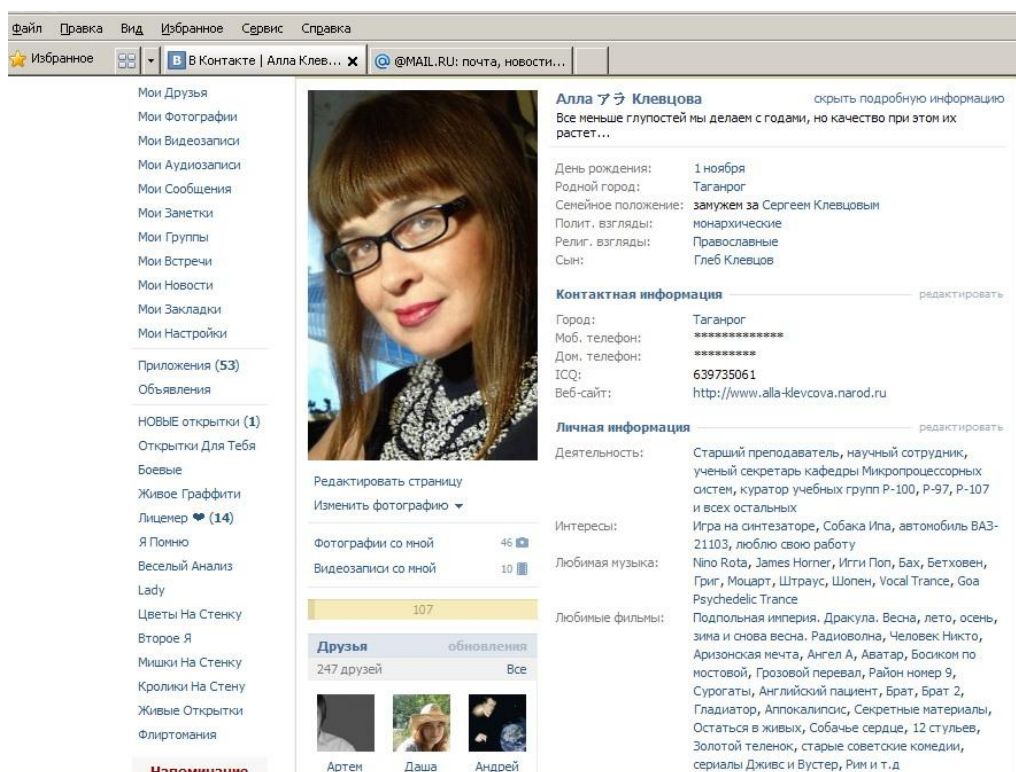 Файл Правка Вид Избранное Сервис Справка
Избранное В Контакте | Алла Клев... @MAIL.RU: почта, новости...
Мои Друзья
Мои Фотографии
Мои Видеозаписи
Мои Аудиозаписи
Мои Сообщения
Мои Заметки
Мои Группы
Мои Встречи
Мои Новости
Мои Закладки
Мои Настройки
Приложения (53)
Объявления
НОВЫЕ открытки (1)
Открытки Для Тебя
Боевые
Живое Граффити
Лицемер ❤ (14)
Я Помню
Веселый Анализ
Lady
Цветы На Стенку
Второе Я
Мишки На Стенку
Кролики На Стену
Живые Открытки
Флиртомания
Напоминание
Редактировать страницу
Изменить фотографию
Фотографии со мной 46
Видеозаписи со мной 10
107
Друзья обновления
247 друзей Все
Артем Даша Андрей
Алла アラ Клевцова скрыть подробную информацию
Все меньше глупостей мы делаем с годами, но качество при этом их
растет...
День рождения: 1 ноября
Родной город: Таганрог
Семейное положение: замужем за Сергеем Клевцовым
Полит. взгляды: монархические
Религ. взгляды: Православные
Сын: Глеб Клевцов
Контактная информация редактировать
Город: Таганрог
Моб. телефон: *************
Дом. телефон: *********
ICQ: 639735061
Веб-сайт: http://www.alla-klevcova.narod.ru
Личная информация редактировать
Деятельность: Старший преподаватель, научный сотрудник,
ученый секретарь кафедры Микропроцессорных
систем, куратор учебных групп Р-100, Р-97, Р-107
и всех остальных
Интересы: Игра на синтезаторе, Собака Ипа, автомобиль ВАЗ-
21103, люблю свою работу
Любимая музыка: Nino Rota, James Horner, Игги Поп, Бах, Бетховен,
Григ, Моцарт, Штраус, Шопен, Vocal Trance, Goa
Psychedelic Trance
Любимые фильмы: Подпольная империя. Дракула. Весна, лето, осень,
зима и снова весна. Радиоволна, Человек Никто,
Аризонская мечта, Ангел А, Аватар, Босиком по
мостовой, Грозовой перевал, Район номер 9,
Сурогаты, Английский пациент, Брат, Брат 2,
Гладиатор, Аппокалипсис, Секретные материалы,
Остаться в живых, Собачье сердце, 12 стульев,
Золотой теленок, старые советские комедии,
сериалы Дживс и Вустер, Рим и т.д